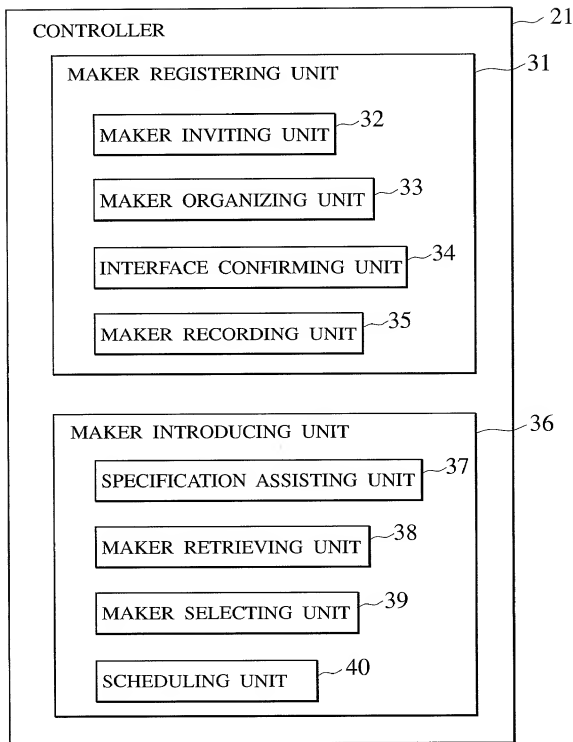 21
CONTROLLER
31
MAKER REGISTERING UNIT
32
MAKER INVITING UNIT
33
MAKER ORGANIZING UNIT
34
INTERFACE CONFIRMING UNIT
35
MAKER RECORDING UNIT
36
MAKER INTRODUCING UNIT
37
SPECIFICATION ASSISTING UNIT
38
MAKER RETRIEVING UNIT
39
MAKER SELECTING UNIT
40
SCHEDULING UNIT